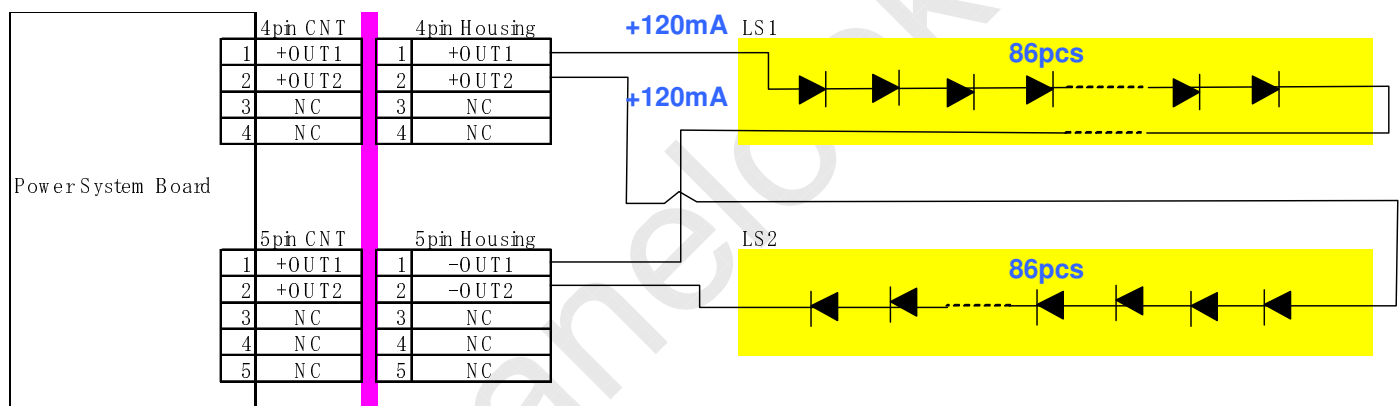 4pin CNT 4pin Housing +120mA LS1
1 +OUT1 1 +OUT1 86pcs
2 +OUT2 2 +OUT2
+120mA
3 NC 3 NC
4 NC 4 NC
Power System Board
5pin CNT 5pin Housing LS2
1 +OUT1 1 -OUT1 86pcs
2 +OUT2 2 -OUT2
3 NC 3 NC
4 NC 4 NC
5 NC 5 NC